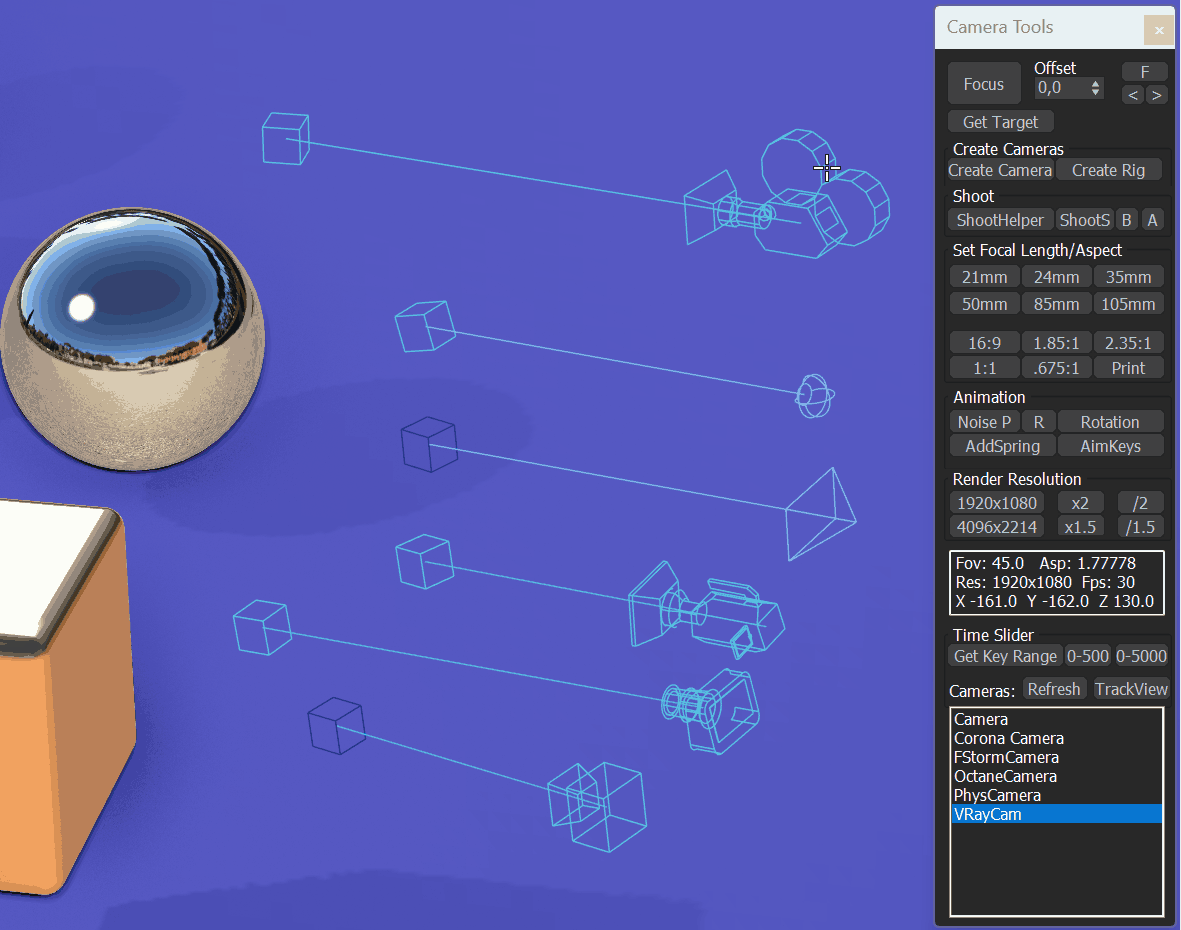 Camera Tools
×
Focus
Offset
0,0
F
< >
Get Target
Create Cameras
Create Camera Create Rig
Shoot
ShootHelper ShootS B A
Set Focal Length/Aspect
21mm 24mm 35mm
50mm 85mm 105mm
16:9 1.85:1 2.35:1
1:1 .675:1 Print
Animation
Noise P R Rotation
AddSpring AimKeys
Render Resolution
1920x1080 x2 /2
4096x2214 x1.5 /1.5
Fov: 45.0 Asp: 1.77778
Res: 1920x1080 Fps: 30
X -161.0 Y -162.0 Z 130.0
Time Slider
Get Key Range 0-500 0-5000
Cameras: Refresh TrackView
Camera
Corona Camera
FStormCamera
OctaneCamera
PhysCamera
VRayCam